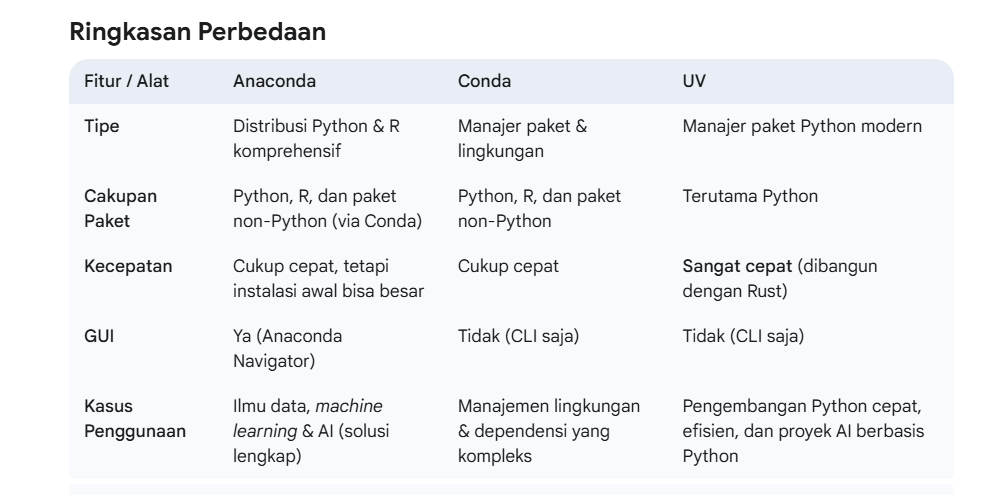 Ringkasan Perbedaan
Fitur / Alat Anaconda Conda UV
Tipe Distribusi Python & R Manajer paket & Manajer paket Python modern
komprehensif lingkungan
Cakupan Python, R, dan paket Python, R, dan paket Terutama Python
Paket non-Python (via Conda) non-Python
Kecepatan Cukup cepat, tetapi Cukup cepat Sangat cepat (dibangun
instalasi awal bisa besar dengan Rust)
GUI Ya (Anaconda Tidak (CLI saja) Tidak (CLI saja)
Navigator)
Kasus Ilmu data, machine Manajemen lingkungan Pengembangan Python cepat,
Penggunaan learning & AI (solusi & dependensi yang efisien, dan proyek AI berbasis
lengkap) kompleks Python